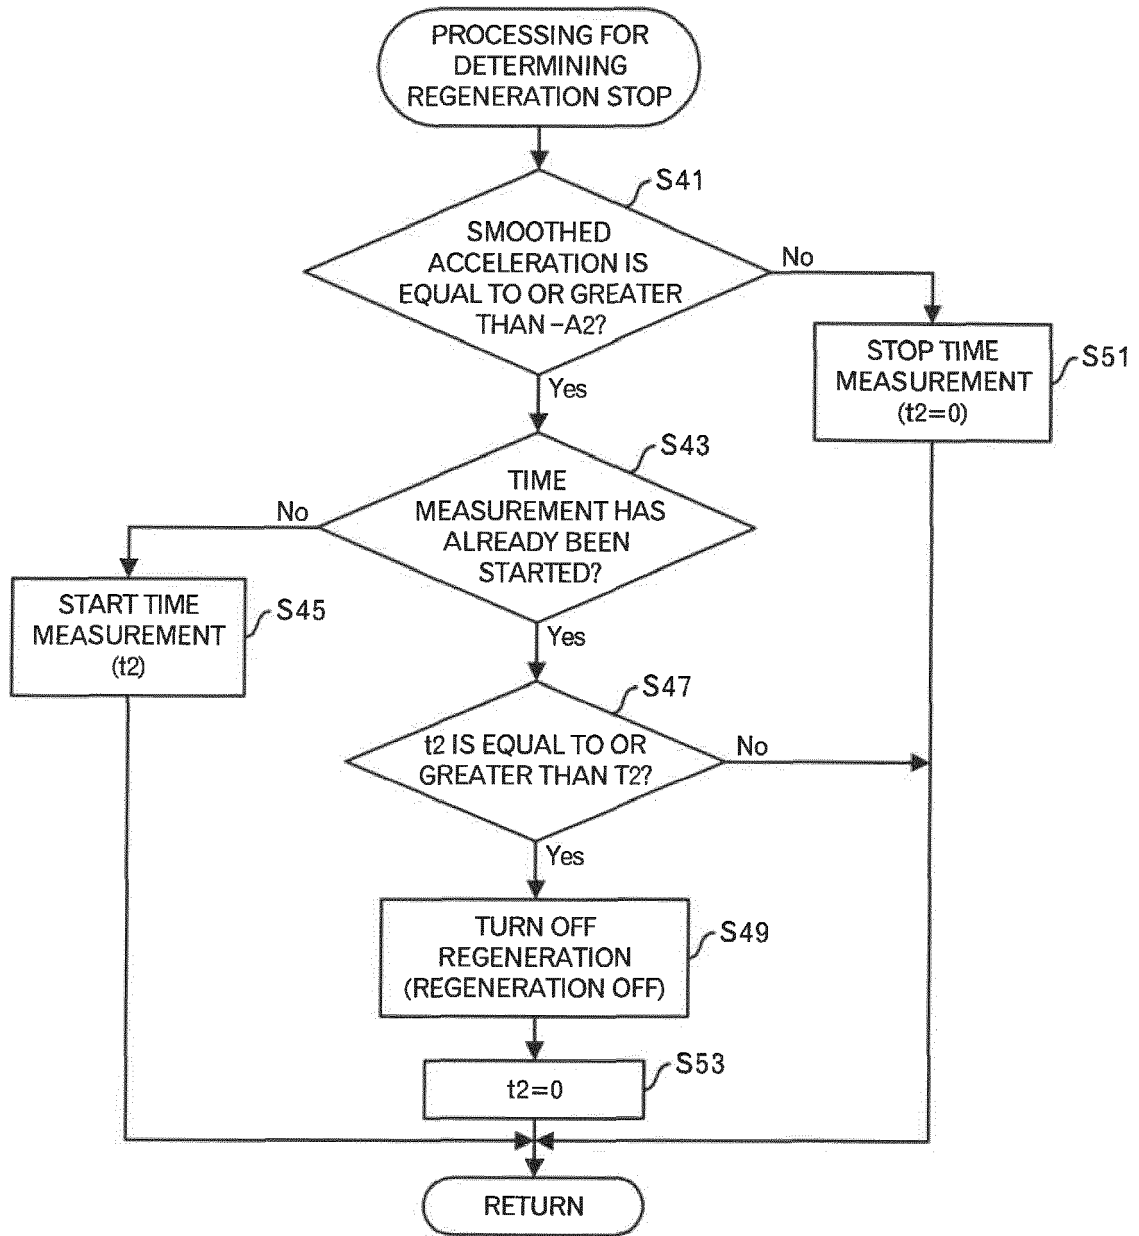 PROCESSING FOR
DETERMINING
REGENERATION STOP
S41
SMOOTHED
ACCELERATION IS
EQUAL TO OR GREATER
THAN -A2?
No
STOP TIME
MEASUREMENT
(t2=0)
S51
Yes
S43
TIME
MEASUREMENT HAS
ALREADY BEEN
STARTED?
No
START TIME
MEASUREMENT
(t2)
S45
Yes
S47
t2 IS EQUAL TO OR
GREATER THAN T2?
No
Yes
TURN OFF
REGENERATION
(REGENERATION OFF)
S49
S53
t2=0
RETURN